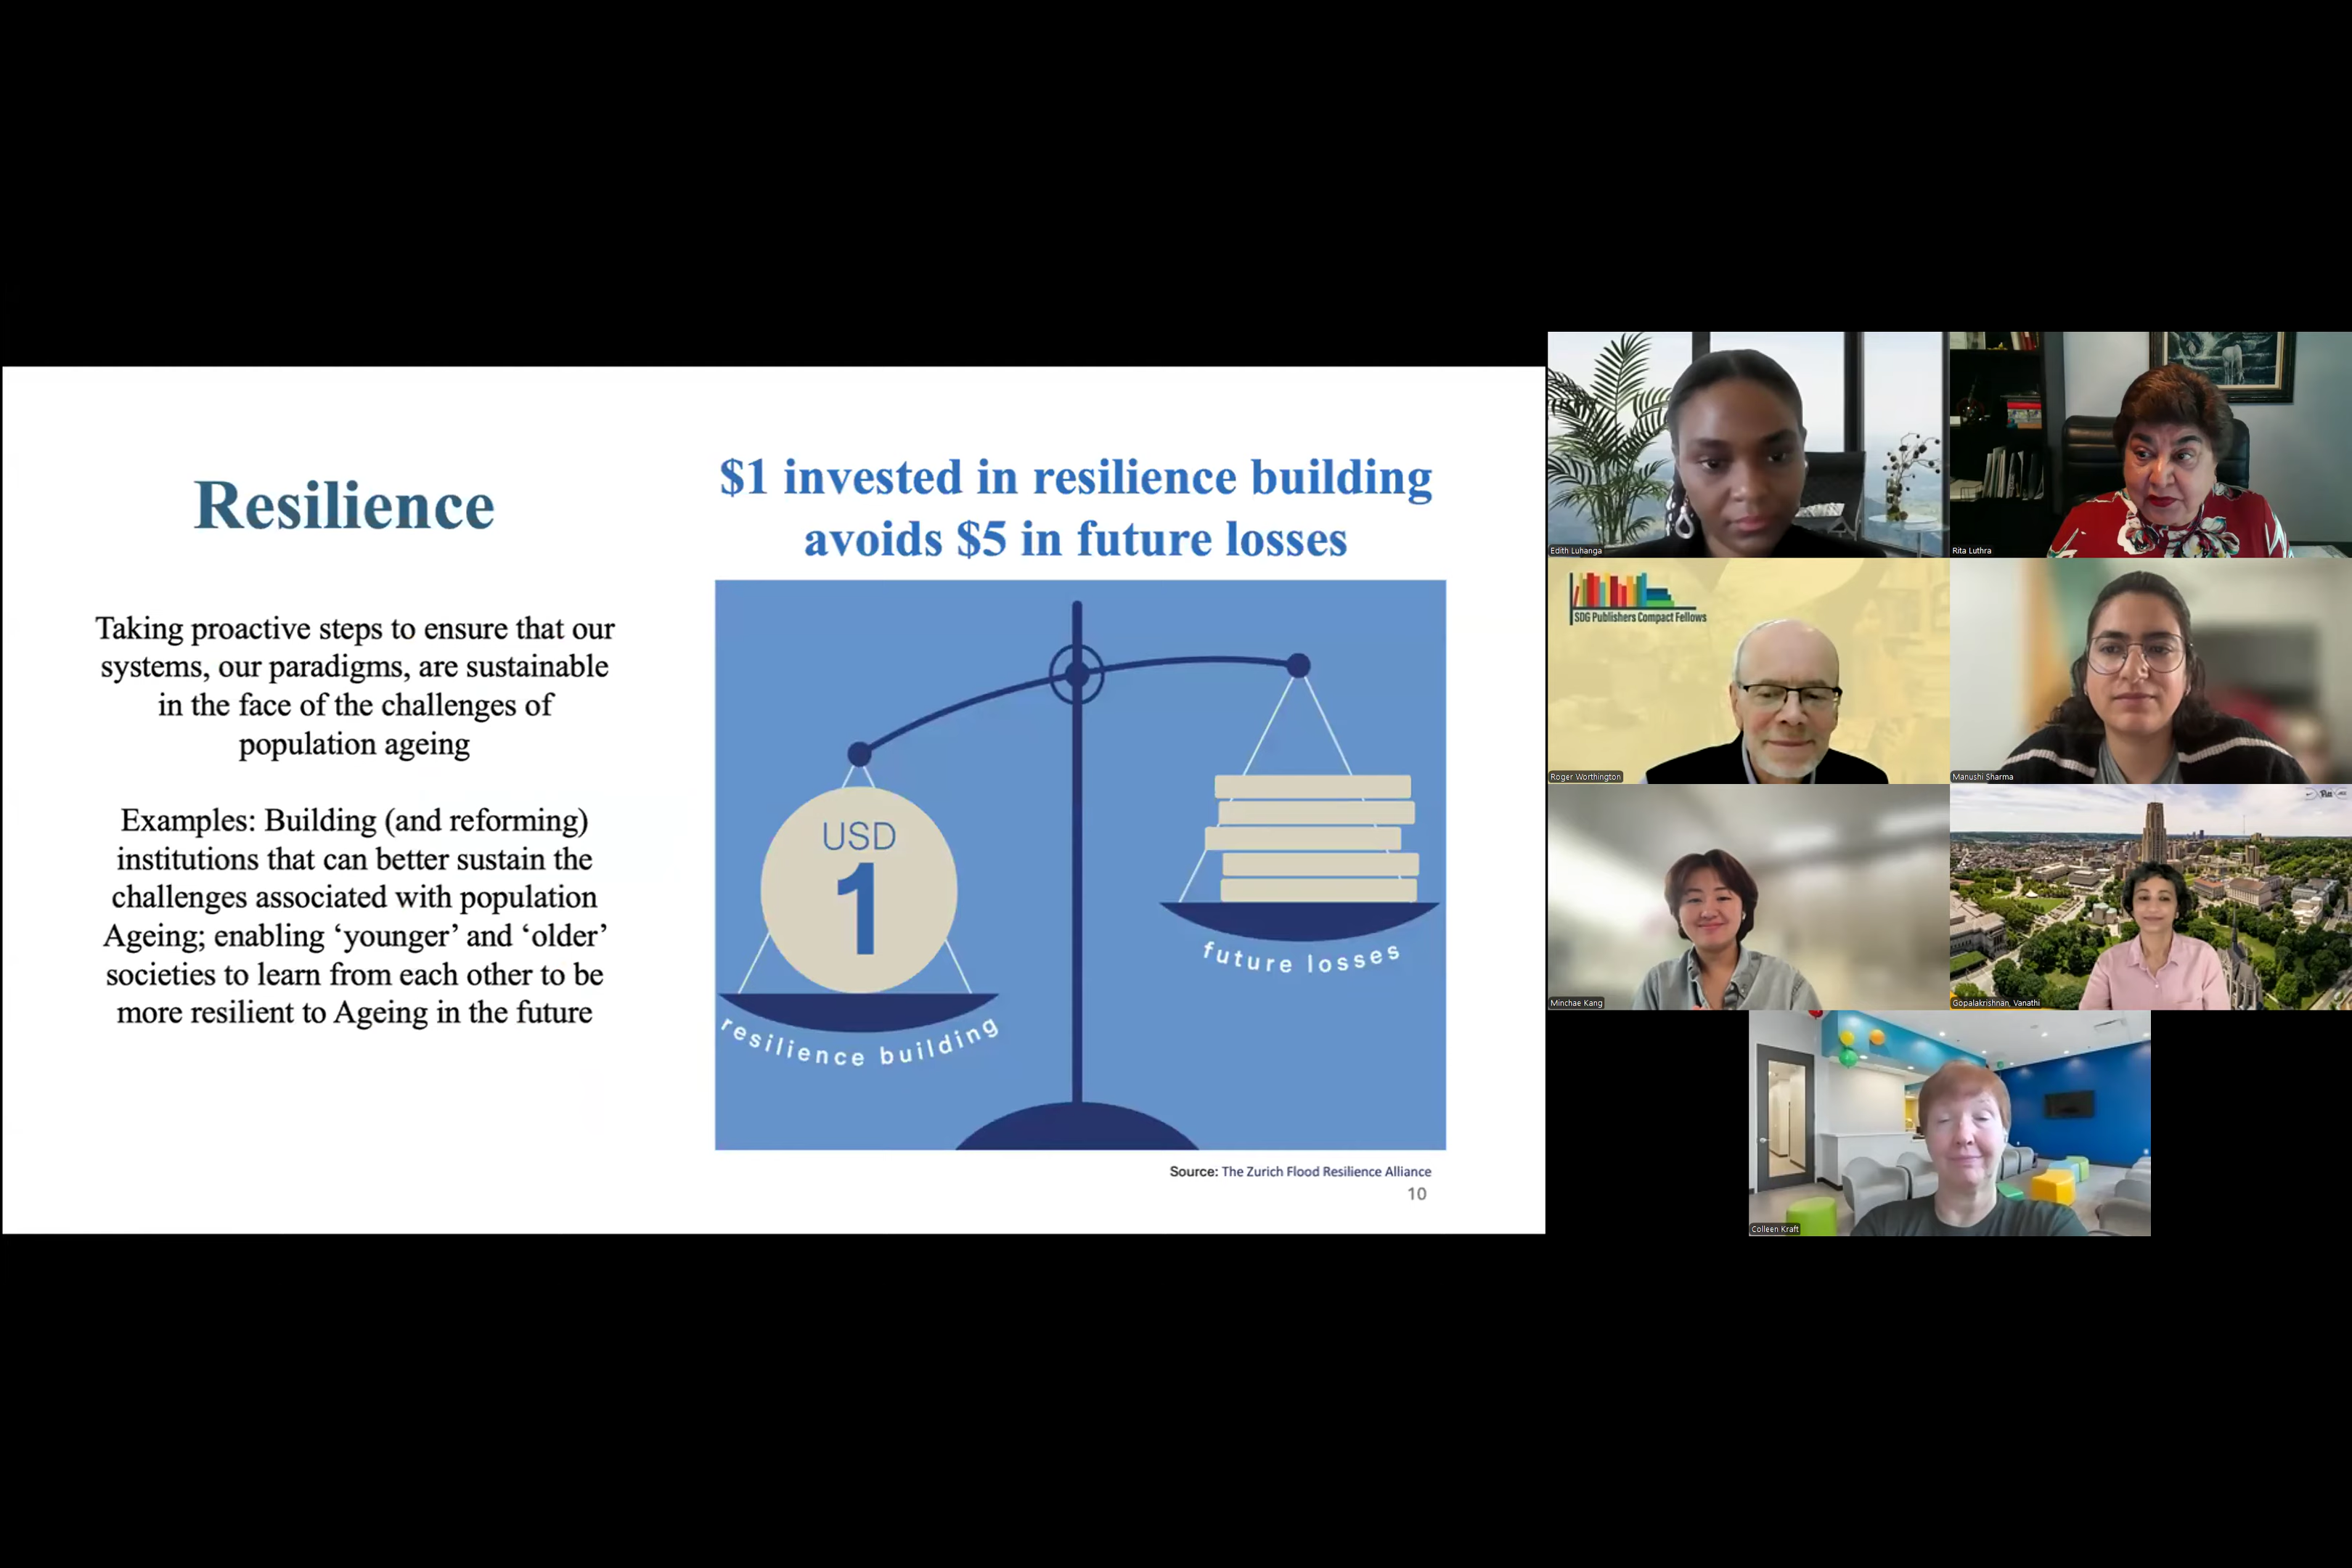 Resilience
Taking proactive steps to ensure that our
systems, our paradigms, are sustainable
in the face of the challenges of
population ageing
Examples: Building (and reforming)
institutions that can better sustain the
challenges associated with population
Ageing; enabling ‘younger’ and ‘older’
societies to learn from each other to be
more resilient to Ageing in the future
$1 invested in resilience building
avoids $5 in future losses
USD
1
resilience building
future losses
Source: The Zurich Flood Resilience Alliance
10
Edith Luhanga
Rita Luthra
SDG Publishers Compact Fellows
Roger Worthington
Manushi Sharma
Minchae Kang
Gopalakrishnan, Vanathi
Colleen Kraft